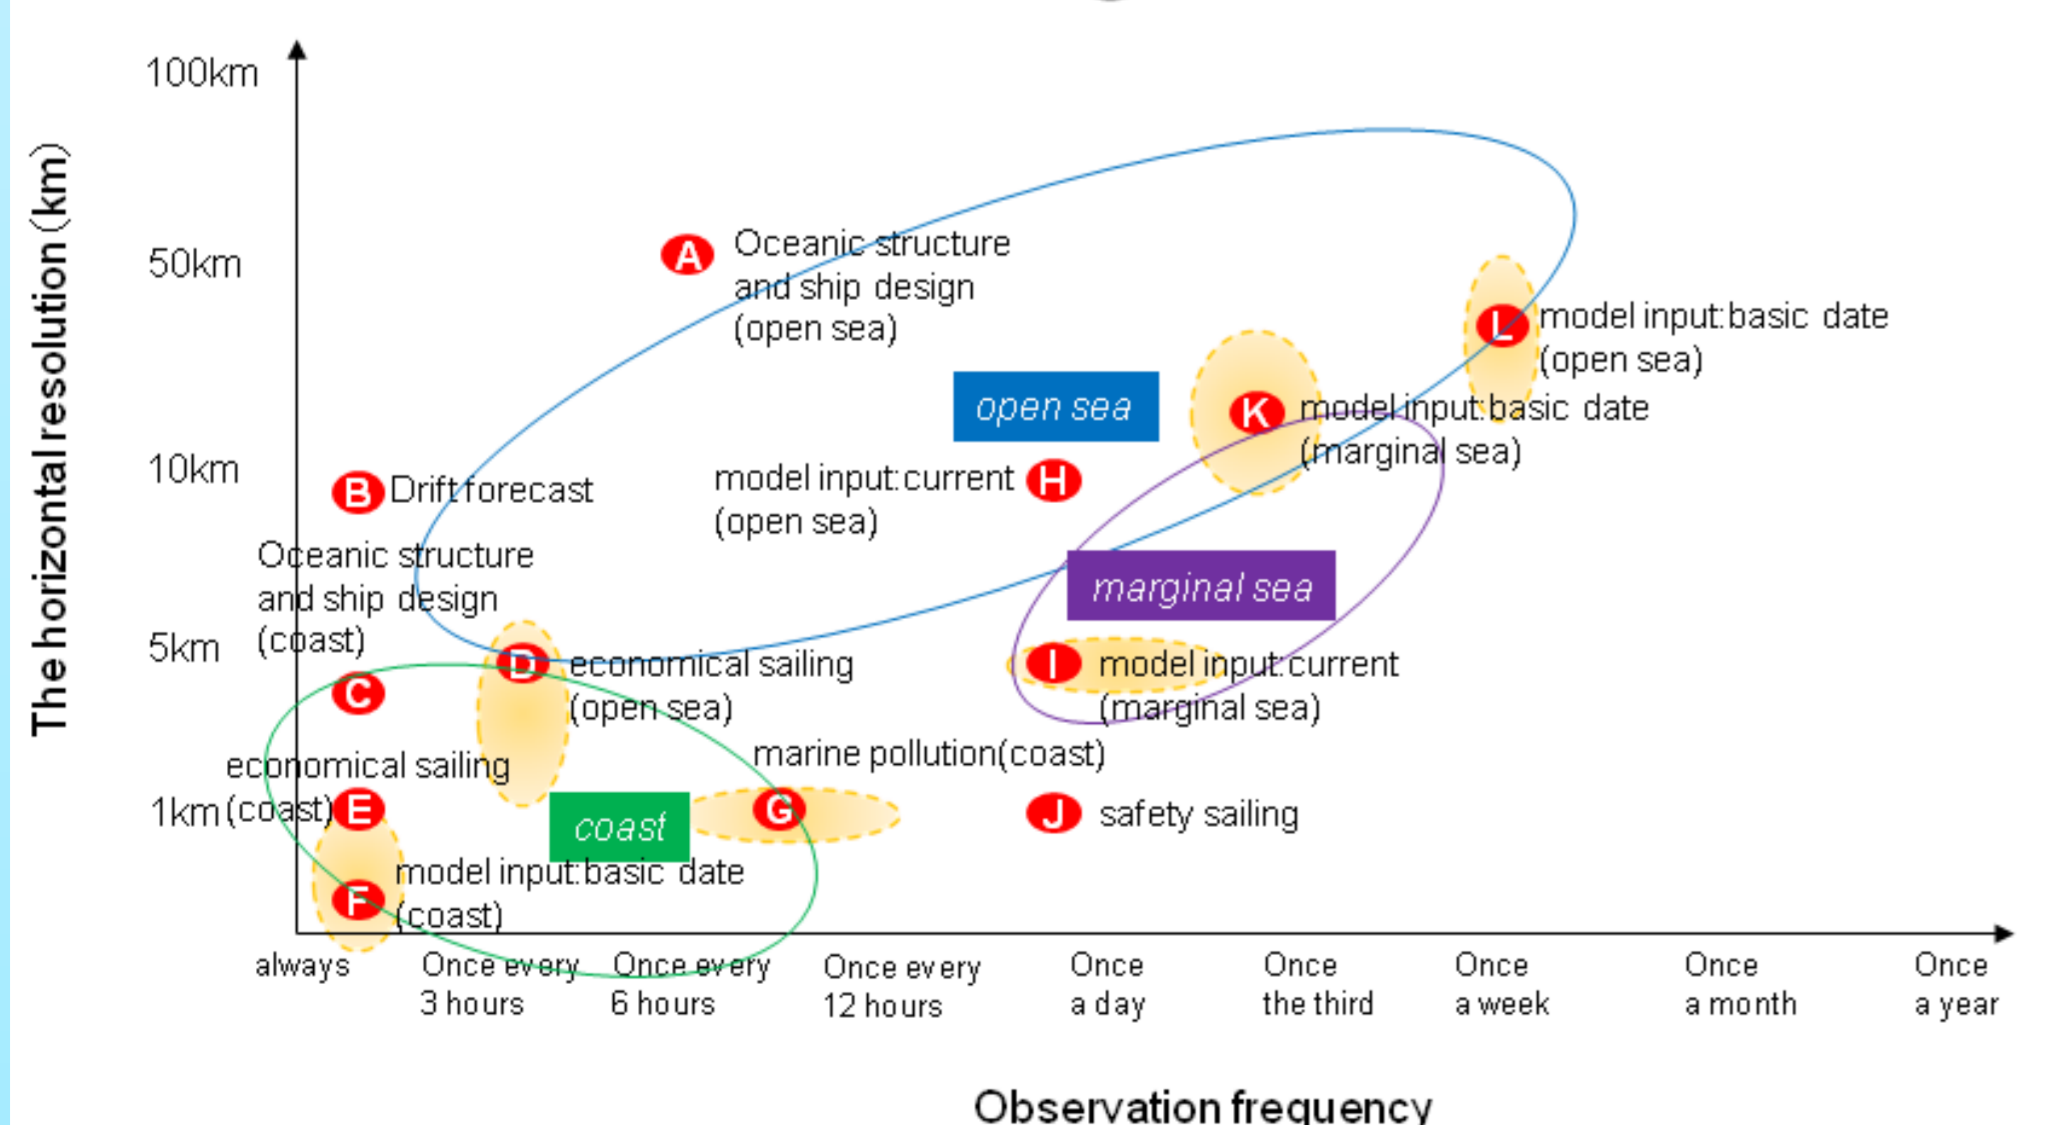 100km
The horizontal resolution(km)
A
Oceanic structure
and ship design
(open sea)
50km
L
model input:basic date
(open sea)
open sea
K
model input:basic date
(marginal sea)
10km
B
Drift forecast
model input:current
(open sea)
H
Oceanic structure
and ship design
(coast)
marginal sea
5km
C
D
economical sailing
(open sea)
I
model input:current
(marginal sea)
marine pollution(coast)
economical sailing
(coast)
1km
E
coast
G
J
safety sailing
F
model input:basic date
(coast)
always
Once every
3 hours
Once every
6 hours
Once every
12 hours
Once
a day
Once
the third
Once
a week
Once
a month
Once
a year
Observation frequency